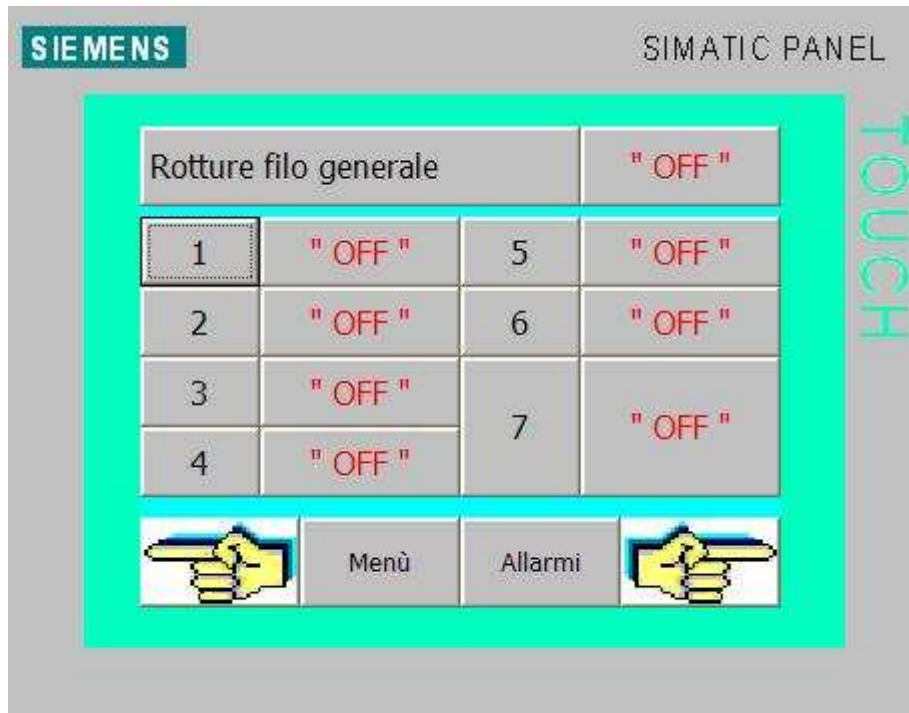 SIEMENS
SIMATIC PANEL
TOUCH
Rotture filo generale " OFF "
1 " OFF " 5 " OFF "
2 " OFF " 6 " OFF "
3 " OFF "
7 " OFF "
4 " OFF "
Menù Allarmi